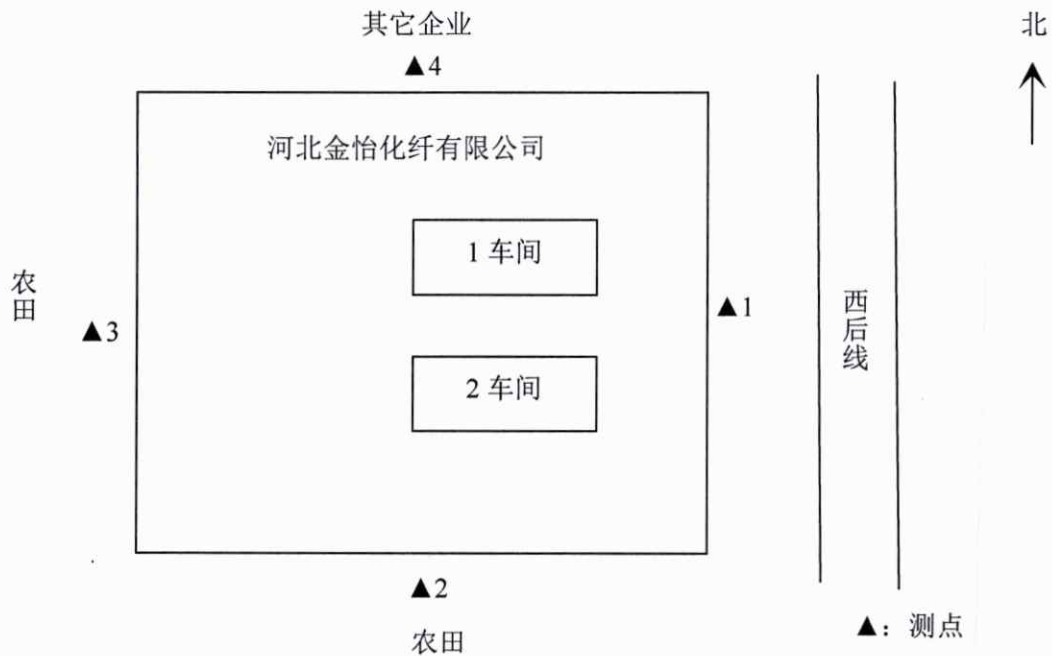 其它企业
北
▲4
河北金怡化纤有限公司
1 车间
农田
▲3
▲1
西后线
2 车间
▲2
农田
▲：测点